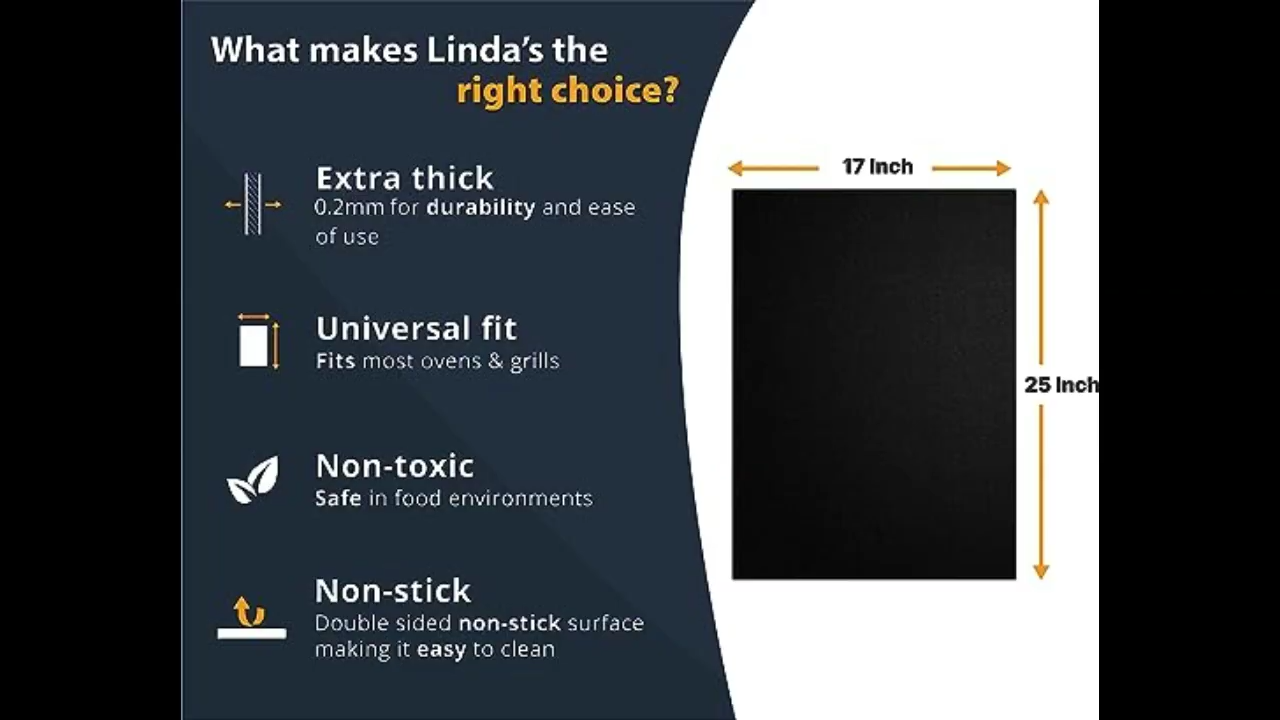 What makes Linda's the
right choice?
Extra thick
0.2mm for durability and ease
of use
Universal fit
Fits most ovens & grills
Non-toxic
Safe in food environments
Non-stick
Double sided non-stick surface
making it easy to clean
17 Inch
25 Inch